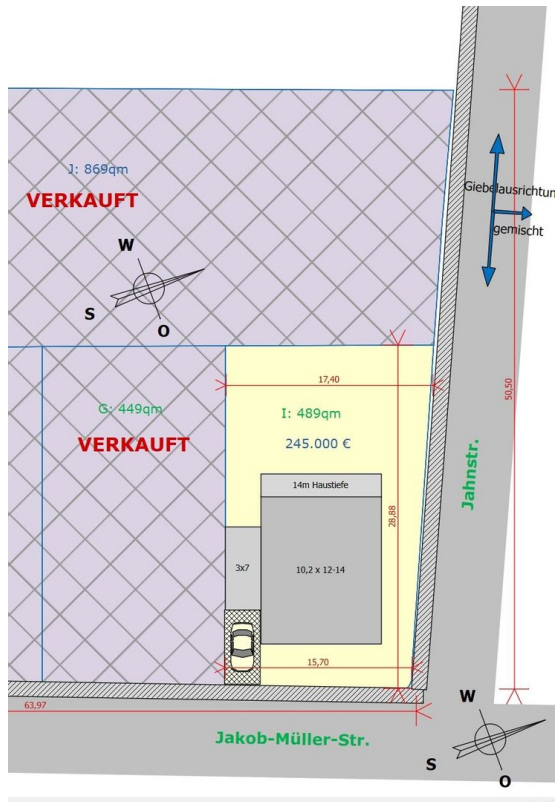 J: 869qm
VERKAUFT
W
S
O
Giebelausrichtun
gemischt
50,50
17,40
G: 449qm
VERKAUFT
I: 489qm
245.000 €
Jahnstr.
14m Haustiefe
28,88
3x7
10,2 x 12-14
15,70
63,97
Jakob-Müller-Str.
W
S
O